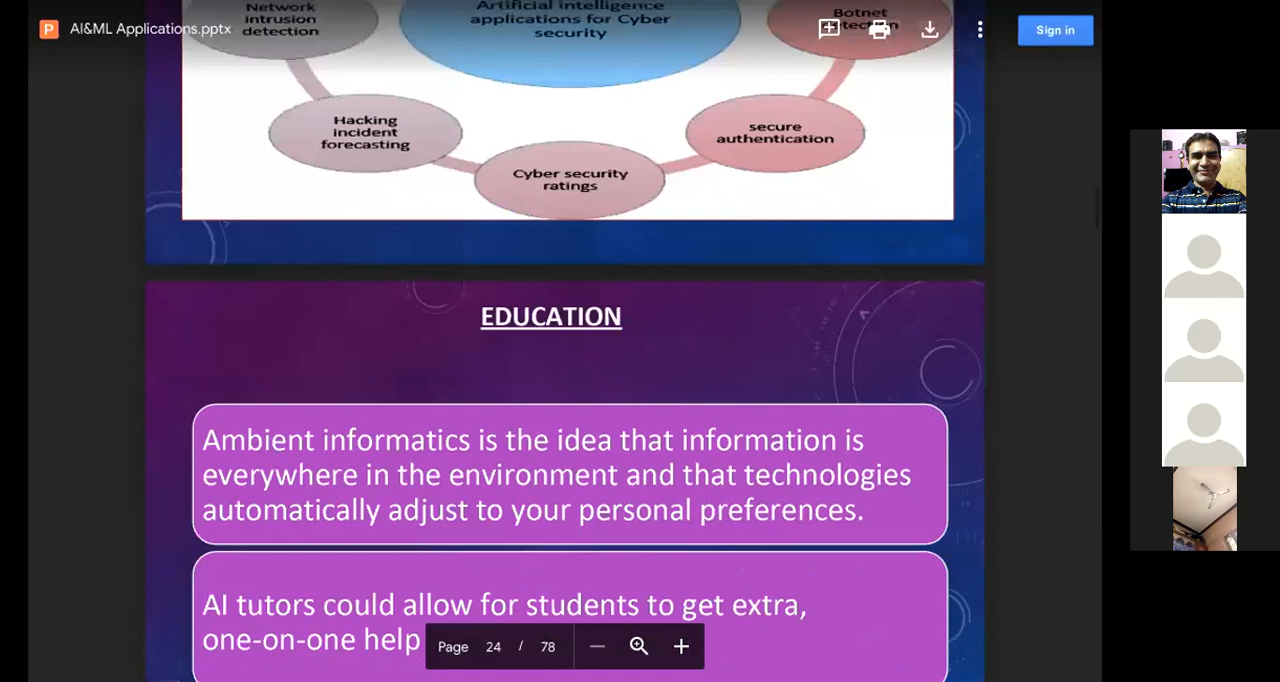 AI&ML Applications.pptx
Sign in
Network
intrusion
detection
Artificial intelligence
applications for Cyber
security
Botnet
detection
Hacking
incident
forecasting
secure
authentication
Cyber security
ratings
EDUCATION
Ambient informatics is the idea that information is
everywhere in the environment and that technologies
automatically adjust to your personal preferences.
AI tutors could allow for students to get extra,
one-on-one help
Page 24 / 78